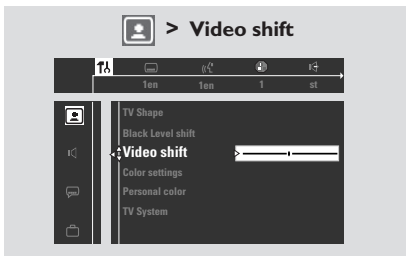 > Video shift
1en 1en 1 st
TV Shape
Black Level shift
Video shift
Color settings
Personal color
TV System